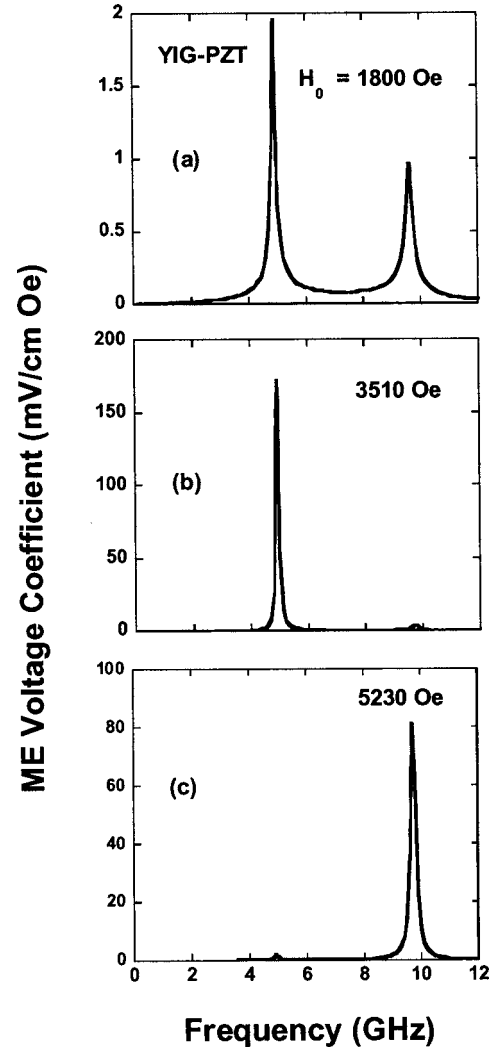 ME Voltage Coefficient (mV/cm Oe)
2
1.5
1
0.5
0
YIG-PZT
H₀ = 1800 Oe
(a)
200
150
100
50
0
3510 Oe
(b)
100
80
60
40
20
0
5230 Oe
(c)
0 2 4 6 8 10 12
Frequency (GHz)